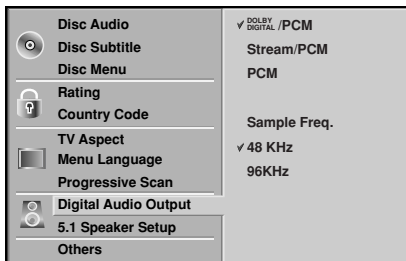 Disc Audio
Disc Subtitle
Disc Menu
Rating
Country Code
TV Aspect
Menu Language
Progressive Scan
Digital Audio Output
5.1 Speaker Setup
Others
DOLBY DIGITAL /PCM
Stream/PCM
PCM
Sample Freq.
48 KHz
96KHz